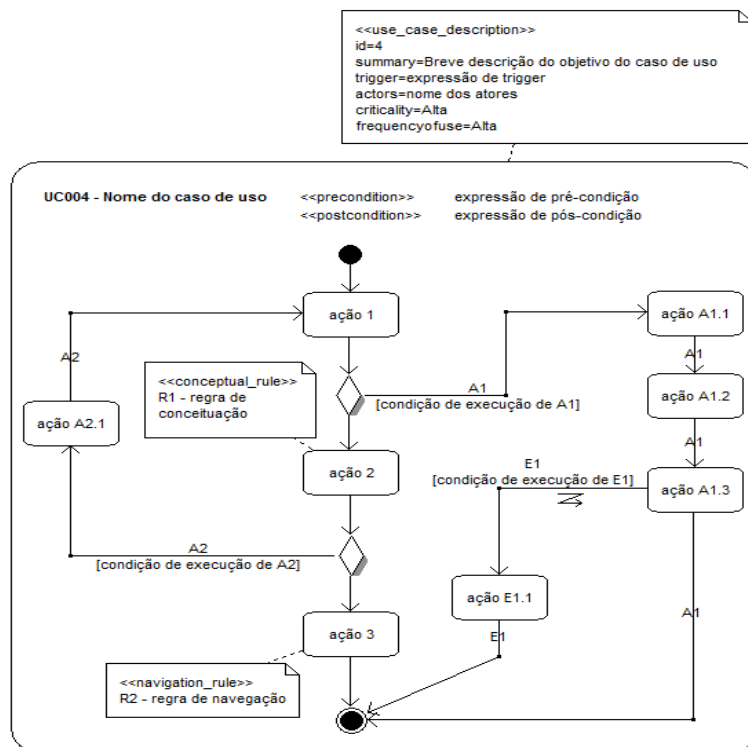 <<use_case_description>>
id=4
summary=Breve descrição do objetivo do caso de uso
trigger=expressão de trigger
actors=nome dos atores
criticality=Alta
frequencyofuse=Alta
UC004 - Nome do caso de uso <<precondition>> expressão de pré-condição
<<postcondition>> expressão de pós-condição
ação 1
ação A1.1
A2
A1
<<conceptual_rule>>
R1 - regra de
conceituação
A1
[condição de execução de A1]
ação A1.2
ação A2.1
A1
ação 2
E1
[condição de execução de E1]
ação A1.3
A2
[condição de execução de A2]
ação E1.1
A1
ação 3
E1
<<navigation_rule>>
R2 - regra de navegação